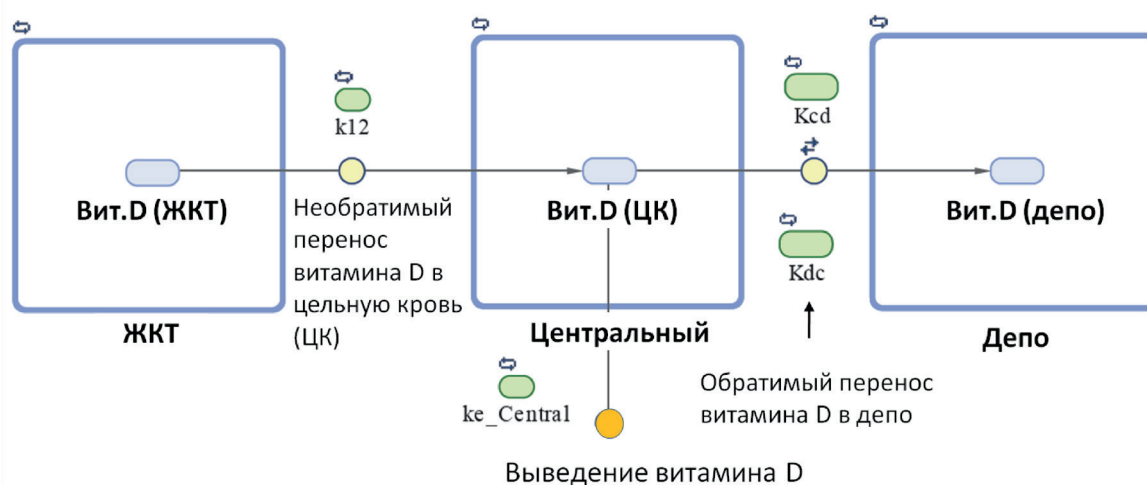 k12
Kcd
Вит.D (ЖКТ)
Необратимый
перенос
витамина D в
цельную кровь
(ЦК)
Вит.D (ЦК)
Kdc
Вит.D (депо)
ЖКТ
Центральный
Депо
ke_Central
Обратимый перенос
витамина D в депо
Выведение витамина D